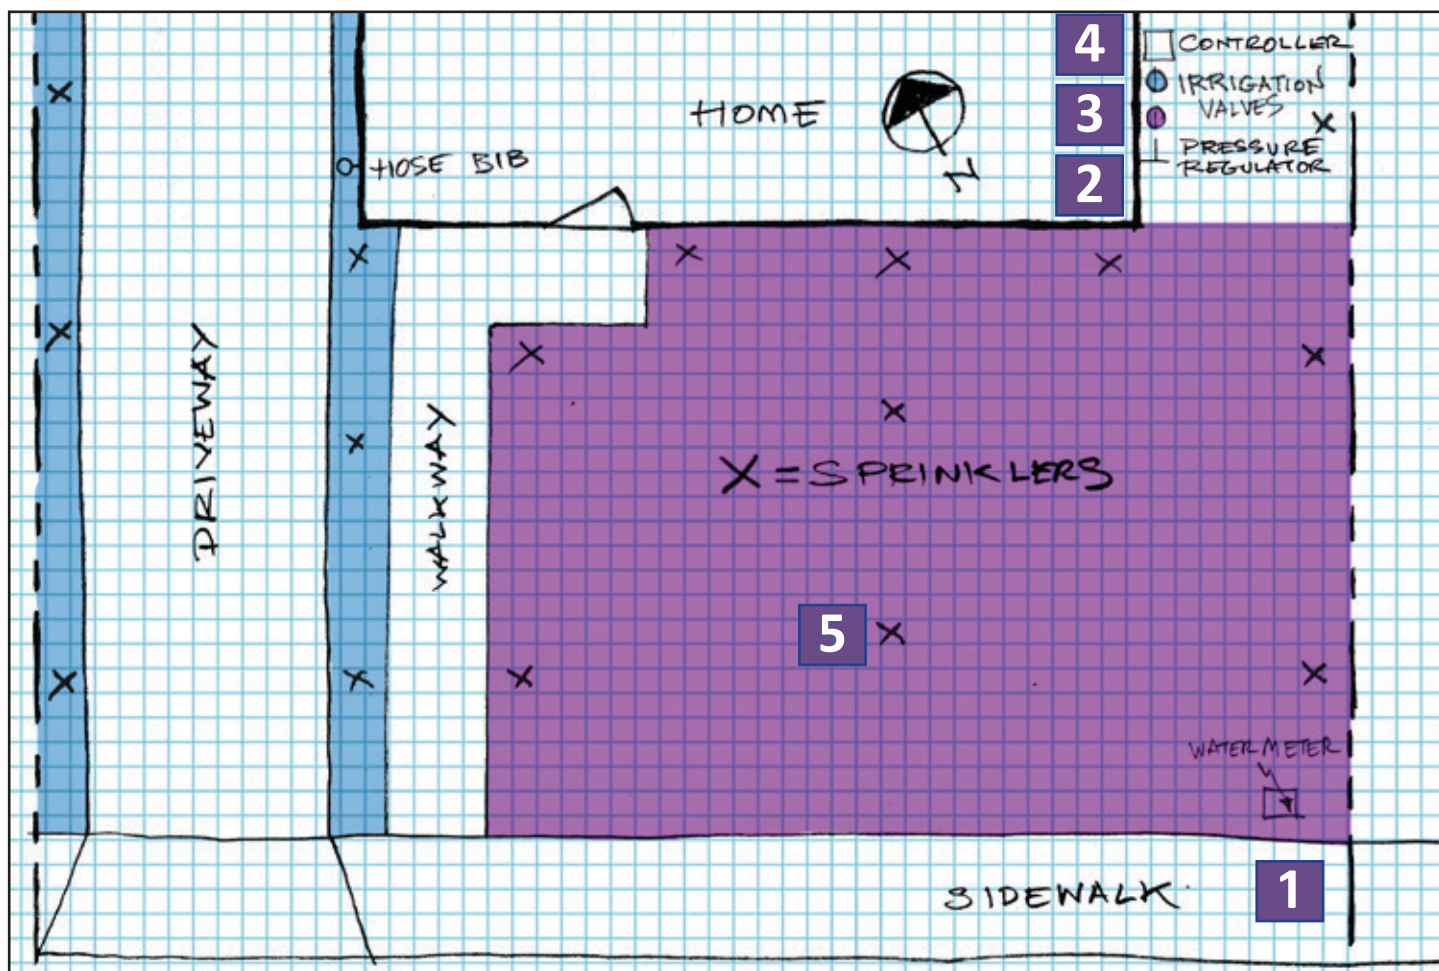 4
CONTROLLER
3
IRRIGATION
VALVES
2
PRESSURE
REGULATOR
HOME
N
HOSE BIB
DRIVEWAY
WALKWAY
X = SPRINKLERS
5
WATER METER
SIDEWALK
1